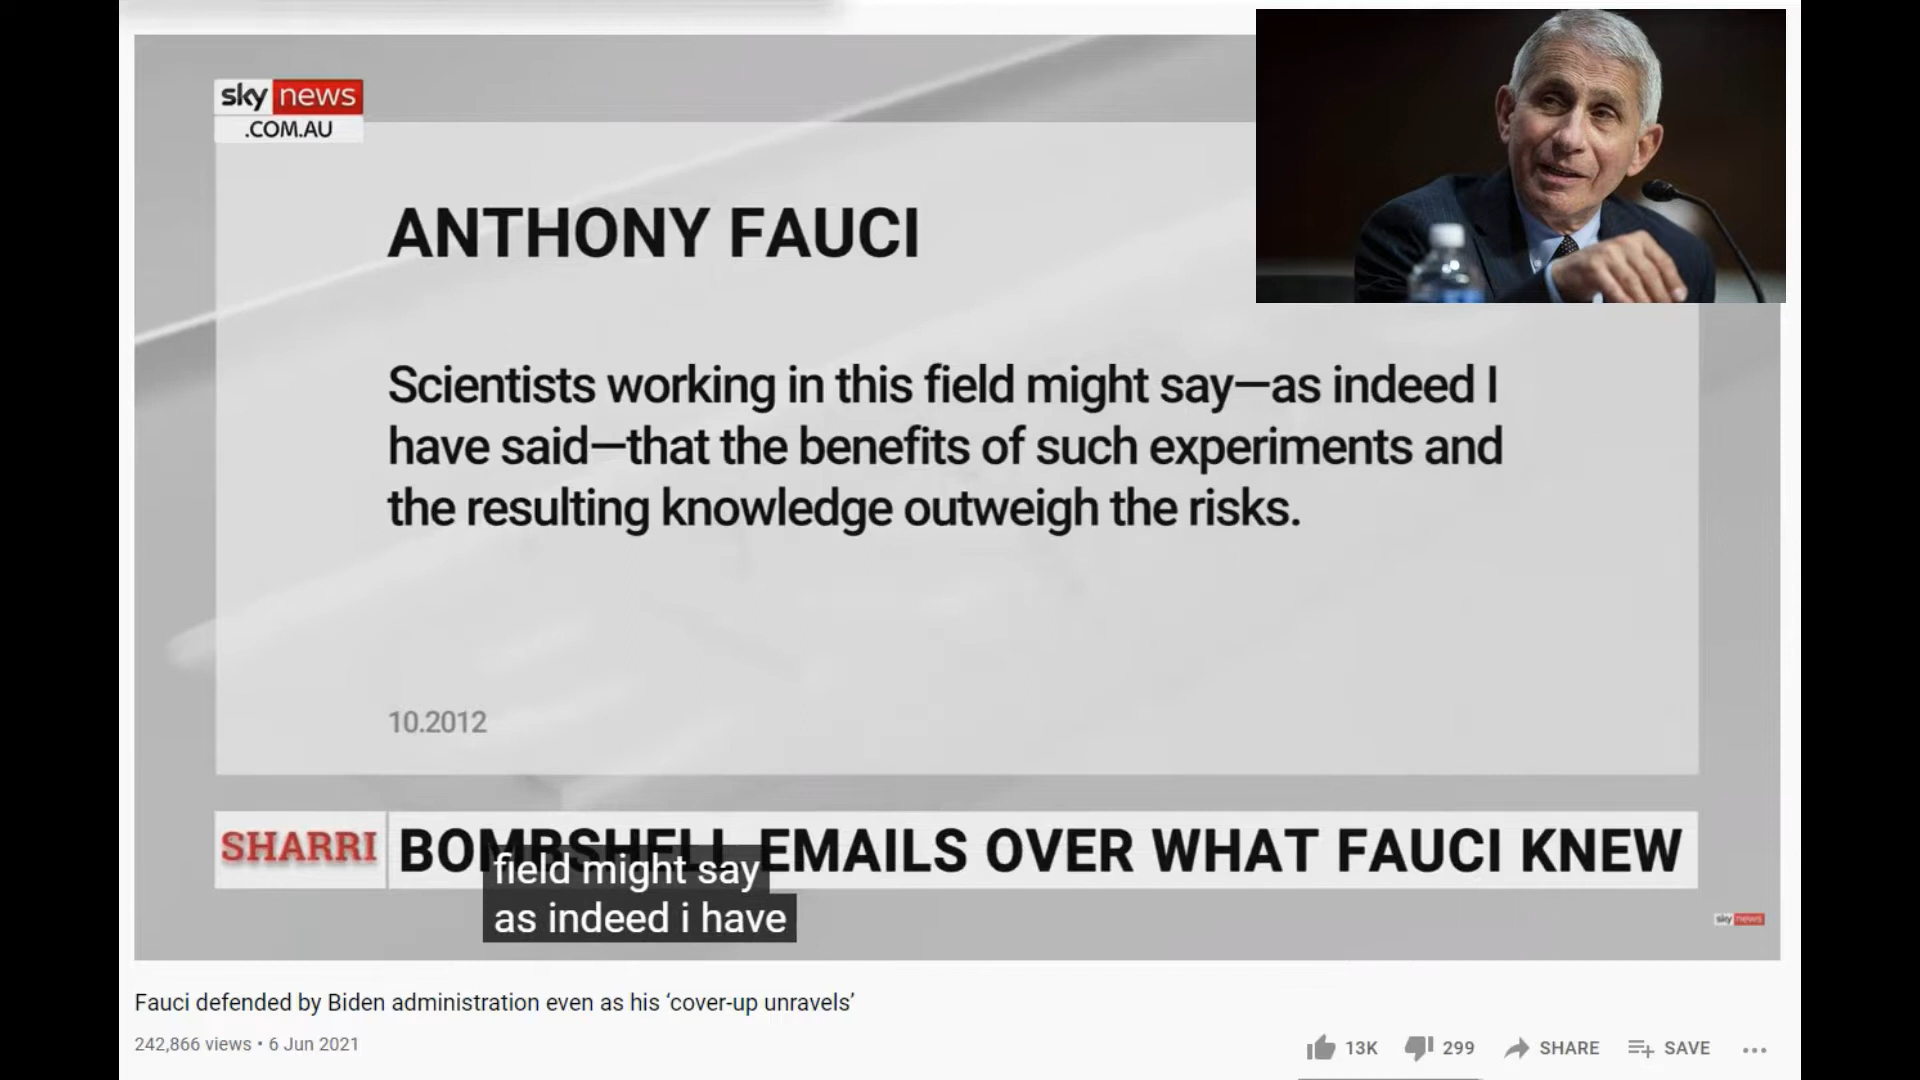 sky news
.COM.AU
ANTHONY FAUCI
Scientists working in this field might say—as indeed I
have said—that the benefits of such experiments and
the resulting knowledge outweigh the risks.
10.2012
SHARRI
BOMBSHELL EMAILS OVER WHAT FAUCI KNEW
field might say
as indeed i have
sky news
Fauci defended by Biden administration even as his ‘cover-up unravels’
242,866 views • 6 Jun 2021
13K
299
SHARE
SAVE